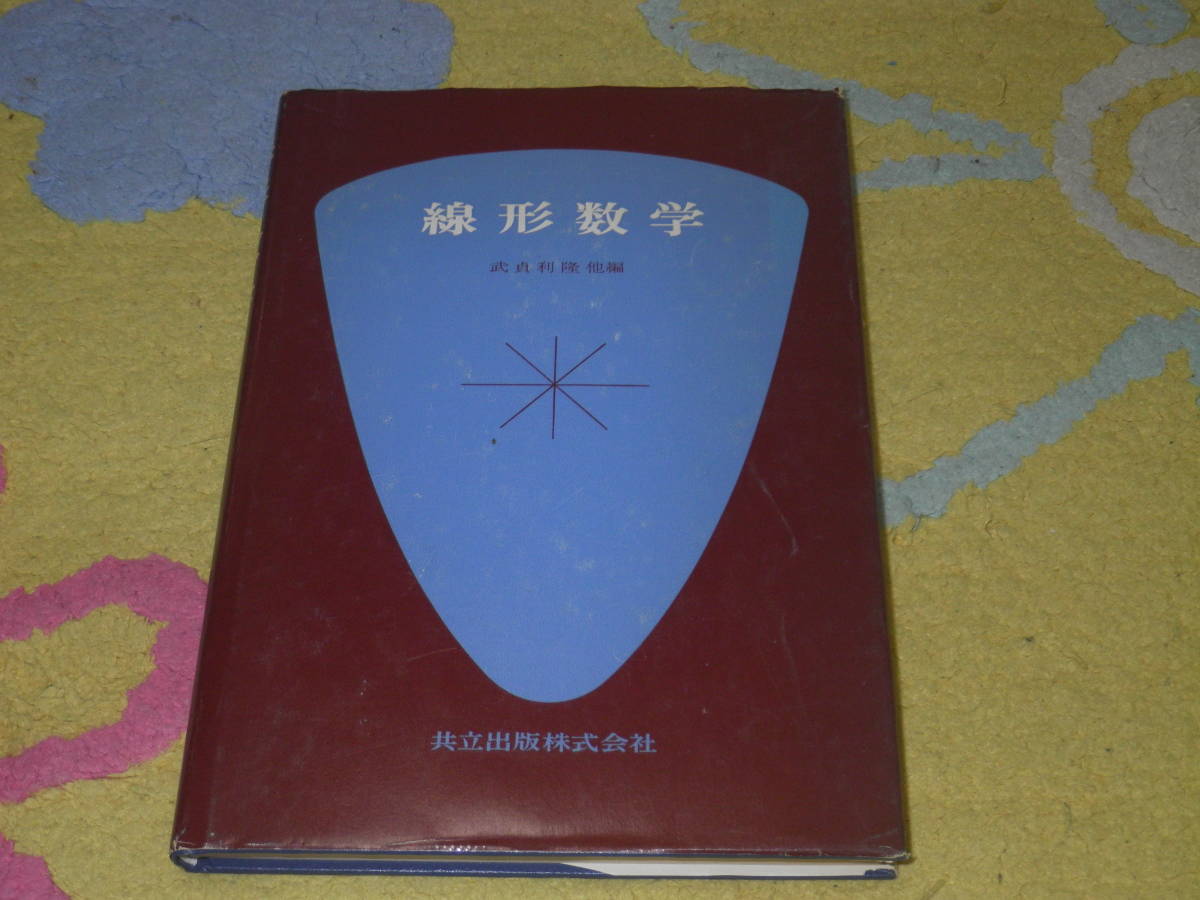 線形数学
武貞利隆他編
共立出版株式会社